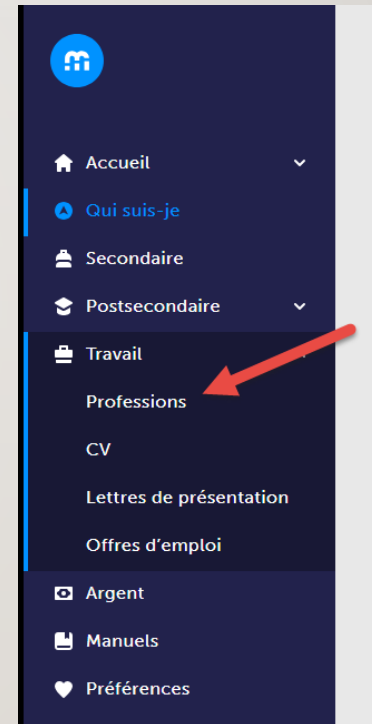 m
Accueil
Qui suis-je
Secondaire
Postsecondaire
Travail
Professions
CV
Lettres de présentation
Offres d'emploi
Argent
Manuels
Préférences